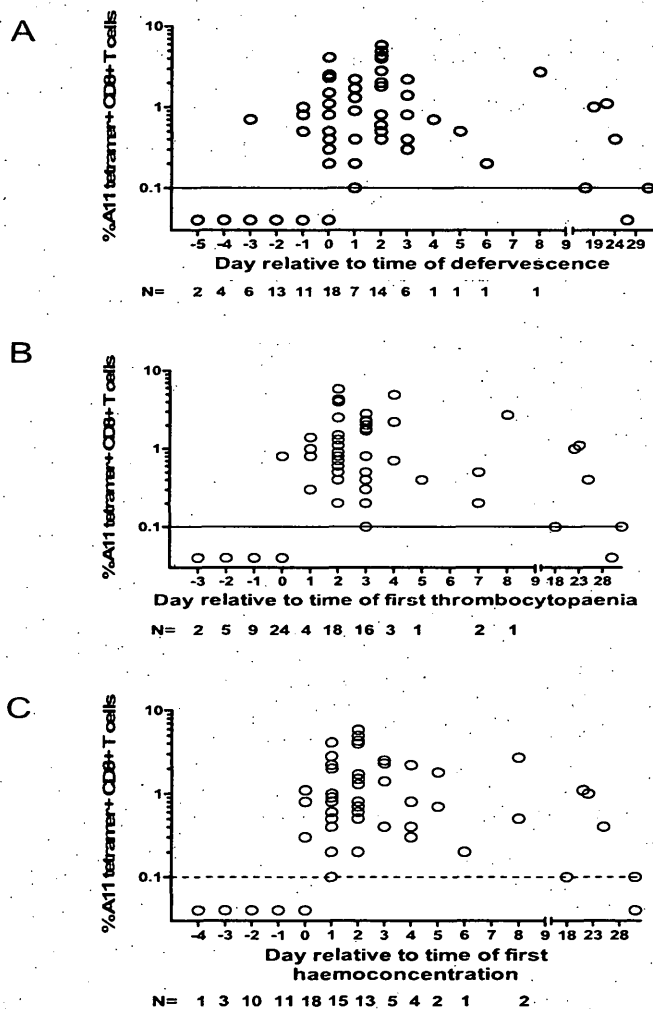 A
%A11 tetramer+ CD8+ T cells
10
1
0.1
-5 -4 -3 -2 -1 0 1 2 3 4 5 6 7 8 9 19 24 29
Day relative to time of defervescence
N= 2 4 6 13 11 18 7 14 6 1 1 1 1
B
%A11 tetramer+ CD8+ T cells
10
1
0.1
-3 -2 -1 0 1 2 3 4 5 6 7 8 9 18 23 28
Day relative to time of first thrombocytopaenia
N= 2 5 9 24 4 18 16 3 1 2 1
C
%A11 tetramer+ CD8+ T cells
10
1
0.1
-4 -3 -2 -1 0 1 2 3 4 5 6 7 8 9 18 23 28
Day relative to time of first
haemoconcentration
N= 1 3 10 11 18 15 13 5 4 2 1 2